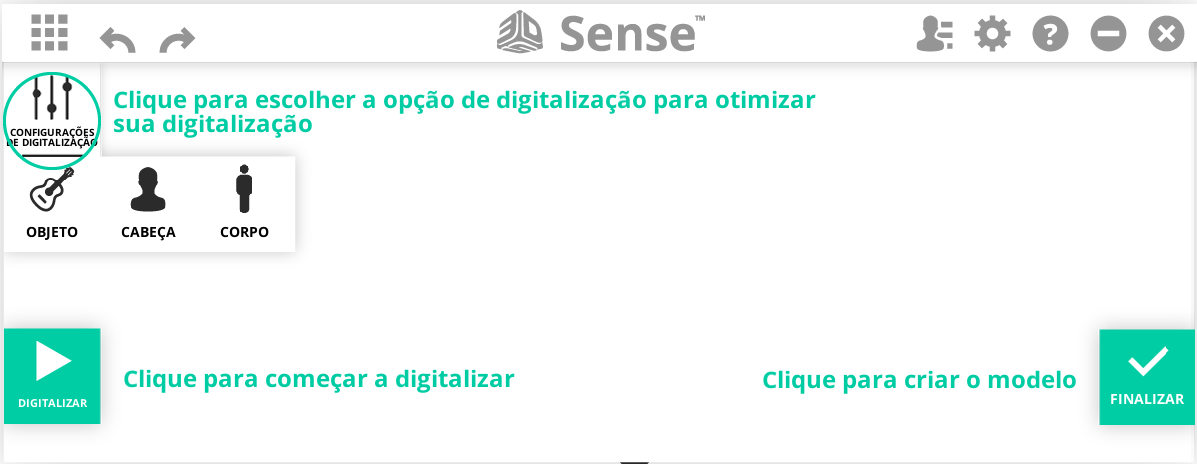 Sense™
CONFIGURAÇÕES
DE DIGITALIZAÇÃO
Clique para escolher a opção de digitalização para otimizar
sua digitalização
OBJETO CABEÇA CORPO
DIGITALIZAR
Clique para começar a digitalizar
Clique para criar o modelo
FINALIZAR